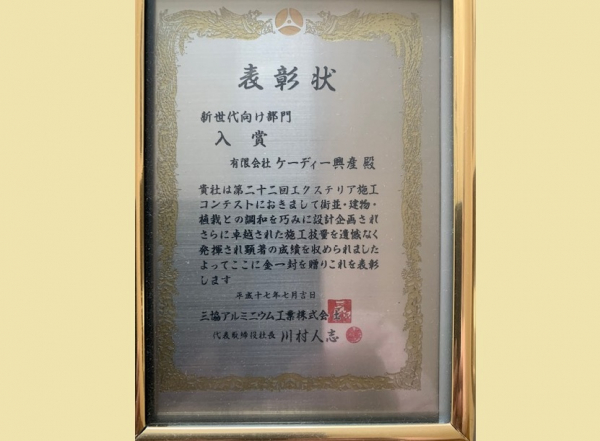 表彰状
新世代向け部門
入賞
有限会社 ケーディー興産 殿
貴社は第二十二回エクステリア施工
コンテストにおきまして街並・建物・
植栽との調和を巧みに設計企画され
さらに卓越された施工技量を遺憾なく
発揮され顕著の成績を収められました
よってここに金一封を贈りこれを表彰
します
平成十七年七月吉日
三協アルミニウム工業株式会社
代表取締役社長 川村人志